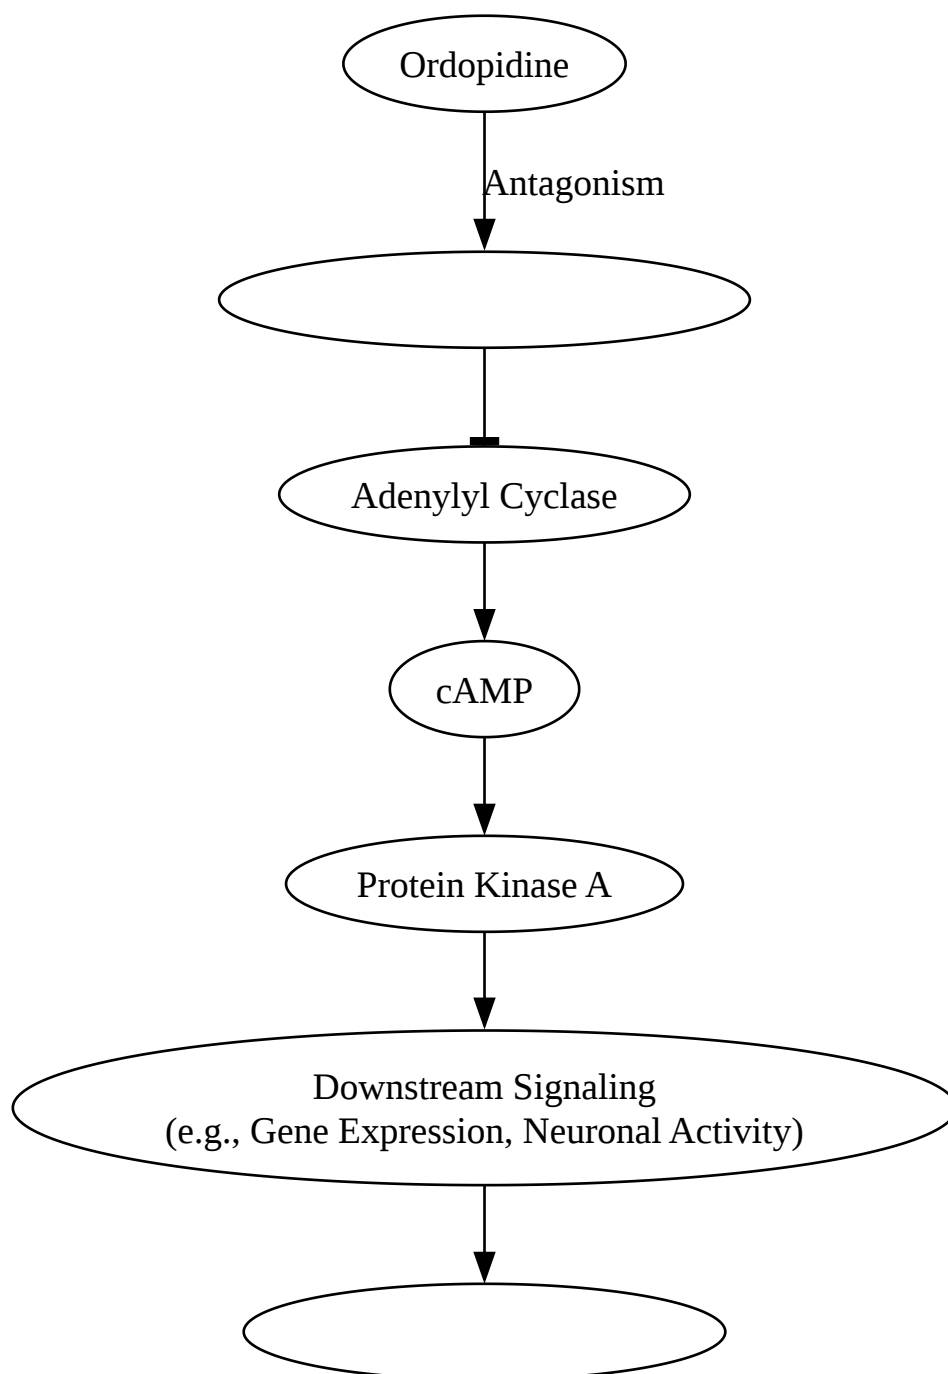 Ordopidine
Antagonism
Adenylyl Cyclase
cAMP
Protein Kinase A
Downstream Signaling
(e.g., Gene Expression, Neuronal Activity)